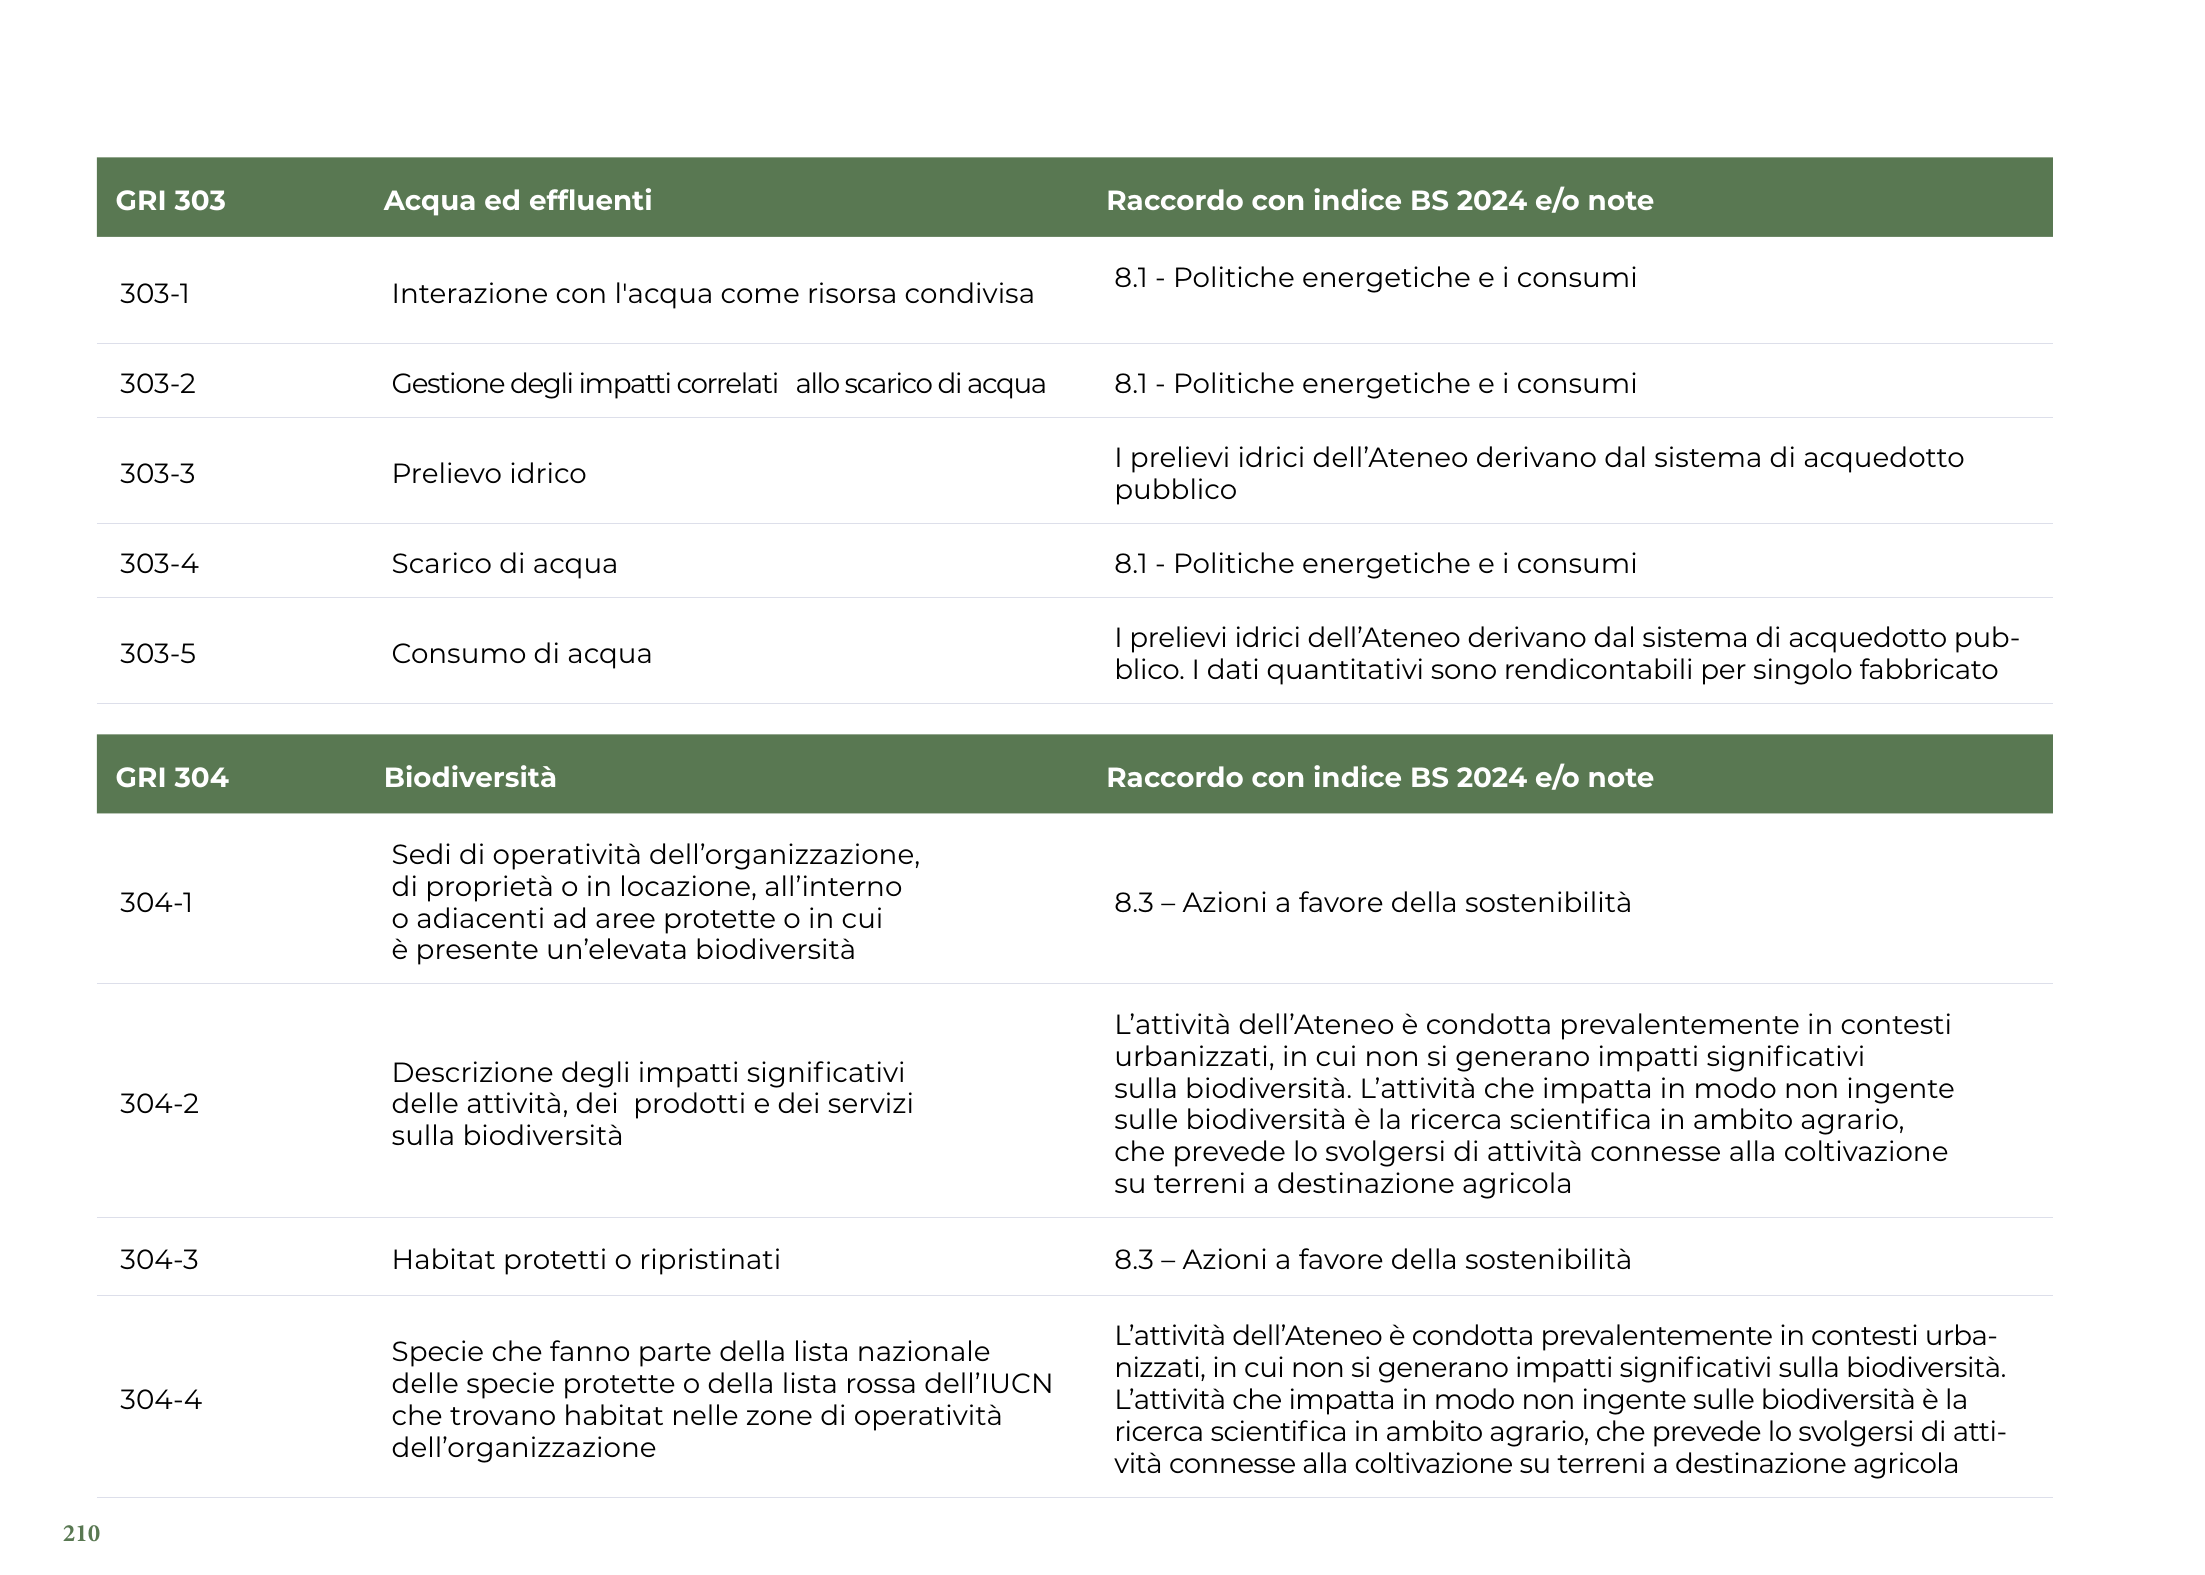 GRI 303 Acqua ed effluenti Raccordo con indice BS 2024 e/o note
303-1 Interazione con l'acqua come risorsa condivisa 8.1 - Politiche energetiche e i consumi
303-2 Gestione degli impatti correlati allo scarico di acqua 8.1 - Politiche energetiche e i consumi
303-3 Prelievo idrico I prelievi idrici dell’Ateneo derivano dal sistema di acquedotto
pubblico
303-4 Scarico di acqua 8.1 - Politiche energetiche e i consumi
303-5 Consumo di acqua I prelievi idrici dell’Ateneo derivano dal sistema di acquedotto pub-
blico. I dati quantitativi sono rendicontabili per singolo fabbricato
GRI 304 Biodiversità Raccordo con indice BS 2024 e/o note
304-1
Sedi di operatività dell’organizzazione,
di proprietà o in locazione, all’interno
o adiacenti ad aree protette o in cui
è presente un’elevata biodiversità
8.3 – Azioni a favore della sostenibilità
304-2
Descrizione degli impatti significativi
delle attività, dei prodotti e dei servizi
sulla biodiversità
L’attività dell’Ateneo è condotta prevalentemente in contesti
urbanizzati, in cui non si generano impatti significativi
sulla biodiversità. L’attività che impatta in modo non ingente
sulle biodiversità è la ricerca scientifica in ambito agrario,
che prevede lo svolgersi di attività connesse alla coltivazione
su terreni a destinazione agricola
304-3 Habitat protetti o ripristinati 8.3 – Azioni a favore della sostenibilità
304-4
Specie che fanno parte della lista nazionale
delle specie protette o della lista rossa dell’IUCN
che trovano habitat nelle zone di operatività
dell’organizzazione
L’attività dell’Ateneo è condotta prevalentemente in contesti urba-
nizzati, in cui non si generano impatti significativi sulla biodiversità.
L’attività che impatta in modo non ingente sulle biodiversità è la
ricerca scientifica in ambito agrario, che prevede lo svolgersi di atti-
vità connesse alla coltivazione su terreni a destinazione agricola
210